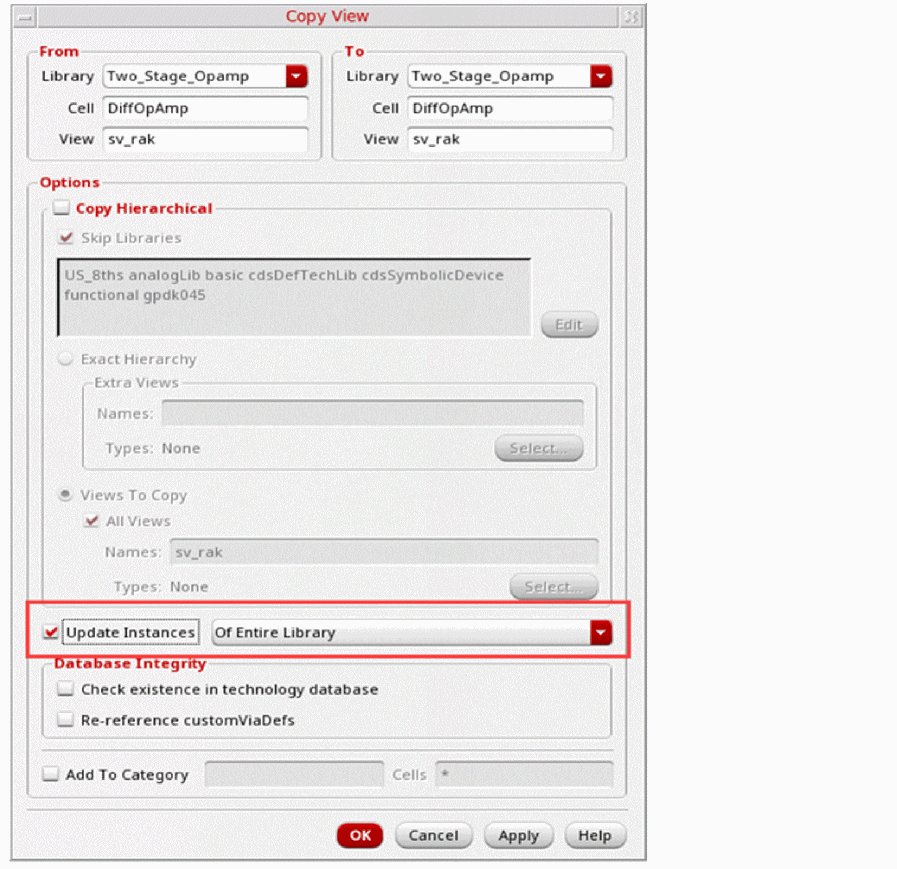 Copy View
From
Library Two_Stage_Opamp
Cell DiffOpAmp
View sv_rak
To
Library Two_Stage_Opamp
Cell DiffOpAmp
View sv_rak
Options
Copy Hierarchical
Skip Libraries
US_8ths analogLib basic cdsDefTechLib cdsSymbolicDevice
functional gpdk045
Edit
Exact Hierarchy
Extra Views
Names:
Types: None Select...
Views To Copy
All Views
Names: sv_rak
Types: None Select...
Update Instances Of Entire Library
Database Integrity
Check existence in technology database
Re-reference customViaDefs
Add To Category Cells *
OK Cancel Apply Help